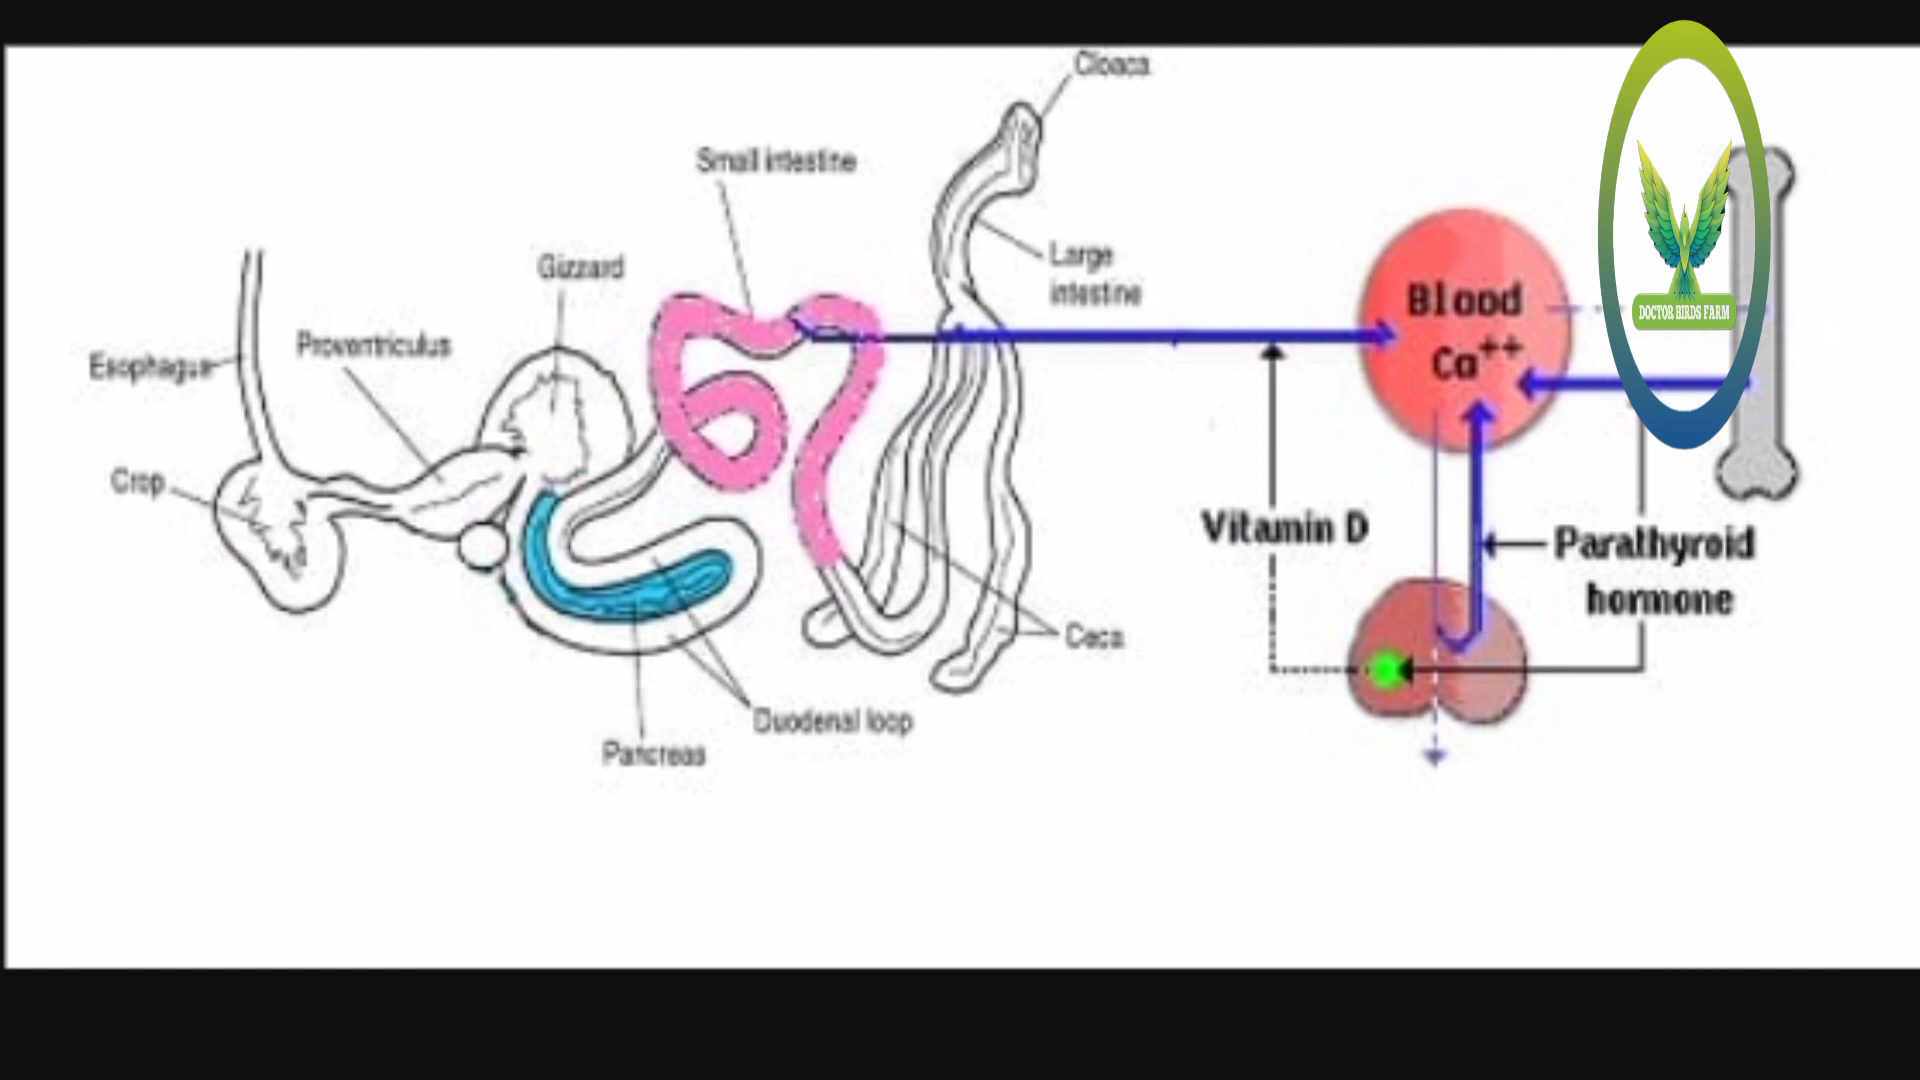 Cloaca
Small intestine
Large
intestine
Gizzard
Proventriculus
Esophague
Crop
Ceca
Duodenal loop
Pancreas
Blood
Ca++
Vitamin D
Parathyroid
hormone
DOCTOR BIRDS FARM